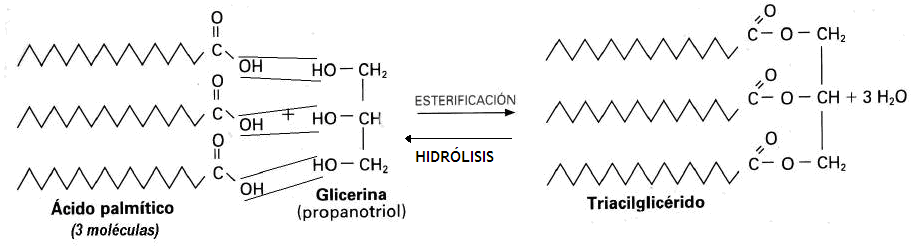 O
C
OH
O
C
OH
O
C
OH
Ácido palmítico
(3 moléculas)
+
HO — CH₂
HO — CH
HO — CH₂
Glicerina
(propanotriol)
ESTERIFICACIÓN
HIDRÓLISIS
O
C — O — CH₂
O
C — O — CH + 3 H₂O
O
C — O — CH₂
Triacilglicérido